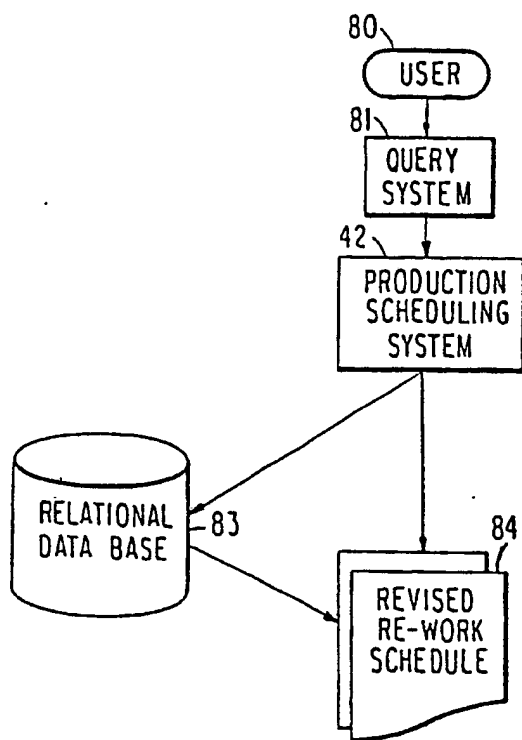 80
USER
81
QUERY
SYSTEM
42
PRODUCTION
SCHEDULING
SYSTEM
RELATIONAL
DATA BASE
83
84
REVISED
RE-WORK
SCHEDULE